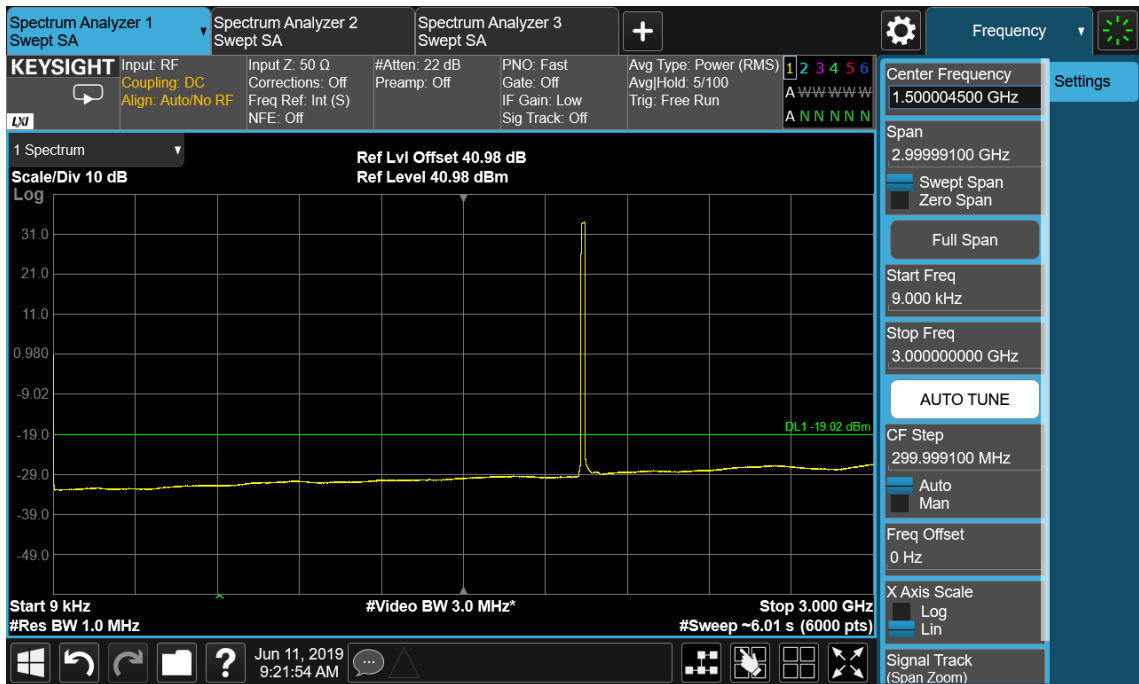 Spectrum Analyzer 1
Swept SA
Spectrum Analyzer 2
Swept SA
Spectrum Analyzer 3
Swept SA
+
Frequency
KEYSIGHT
LXI
Input: RF
Coupling: DC
Align: Auto/No RF
Input Z: 50 Ω
Corrections: Off
Freq Ref: Int (S)
NFE: Off
#Atten: 22 dB
Preamp: Off
PNO: Fast
Gate: Off
IF Gain: Low
Sig Track: Off
Avg Type: Power (RMS)
Avg|Hold: 5/100
Trig: Free Run
1 2 3 4 5 6
A W W W W W
A N N N N N
1 Spectrum
Scale/Div 10 dB
Log
Ref Lvl Offset 40.98 dB
Ref Level 40.98 dBm
31.0
21.0
11.0
0.980
-9.02
-19.0
-29.0
-39.0
-49.0
DL1 -19.02 dBm
Start 9 kHz
#Res BW 1.0 MHz
#Video BW 3.0 MHz*
Stop 3.000 GHz
#Sweep ~6.01 s (6000 pts)
Center Frequency
1.500004500 GHz
Span
2.99999100 GHz
Swept Span
Zero Span
Full Span
Start Freq
9.000 kHz
Stop Freq
3.000000000 GHz
AUTO TUNE
CF Step
299.999100 MHz
Auto
Man
Freq Offset
0 Hz
X Axis Scale
Log
Lin
Signal Track
(Span Zoom)
Settings
?
Jun 11, 2019
9:21:54 AM